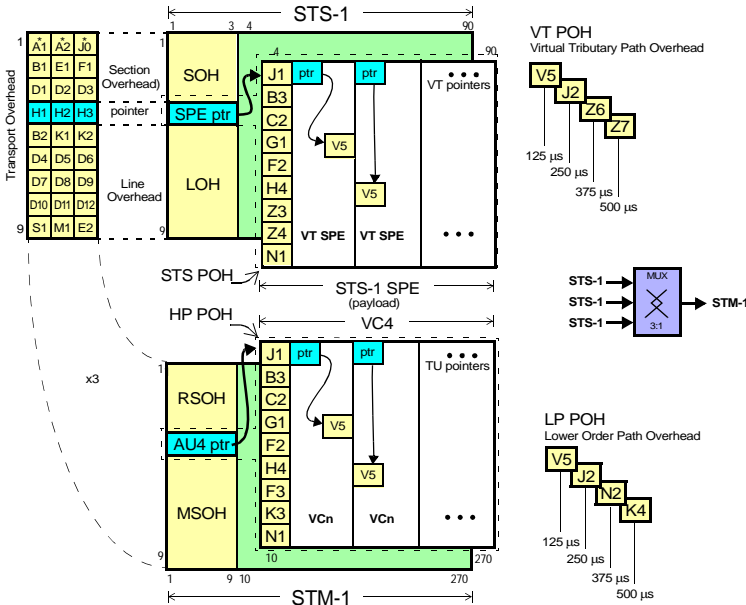 STS-1
1 3 4 90
VT POH
Virtual Tributary Path Overhead
V5
J2
Z6
Z7
125 µs
250 µs
375 µs
500 µs
Transport Overhead
1
9
* * *
A1 A2 J0
B1 E1 F1
D1 D2 D3
H1 H2 H3
B2 K1 K2
D4 D5 D6
D7 D8 D9
D10 D11 D12
S1 M1 E2
Section
Overhead)
pointer
Line
Overhead
1
9
SOH
SPE ptr
LOH
4 90
J1
B3
C2
G1
F2
H4
Z3
Z4
N1
ptr
ptr
• • •
VT pointers
V5
V5
VT SPE
VT SPE
• • •
STS POH
STS-1 SPE
(payload)
STS-1
STS-1
STS-1
MUX
3:1
STM-1
HP POH
VC4
x3
1
9
RSOH
AU4 ptr
MSOH
J1
B3
C2
G1
F2
H4
F3
K3
N1
ptr
ptr
• • •
TU pointers
V5
V5
VCn
VCn
• • •
10 270
1 9 10 270
STM-1
LP POH
Lower Order Path Overhead
V5
J2
N2
K4
125 µs
250 µs
375 µs
500 µs